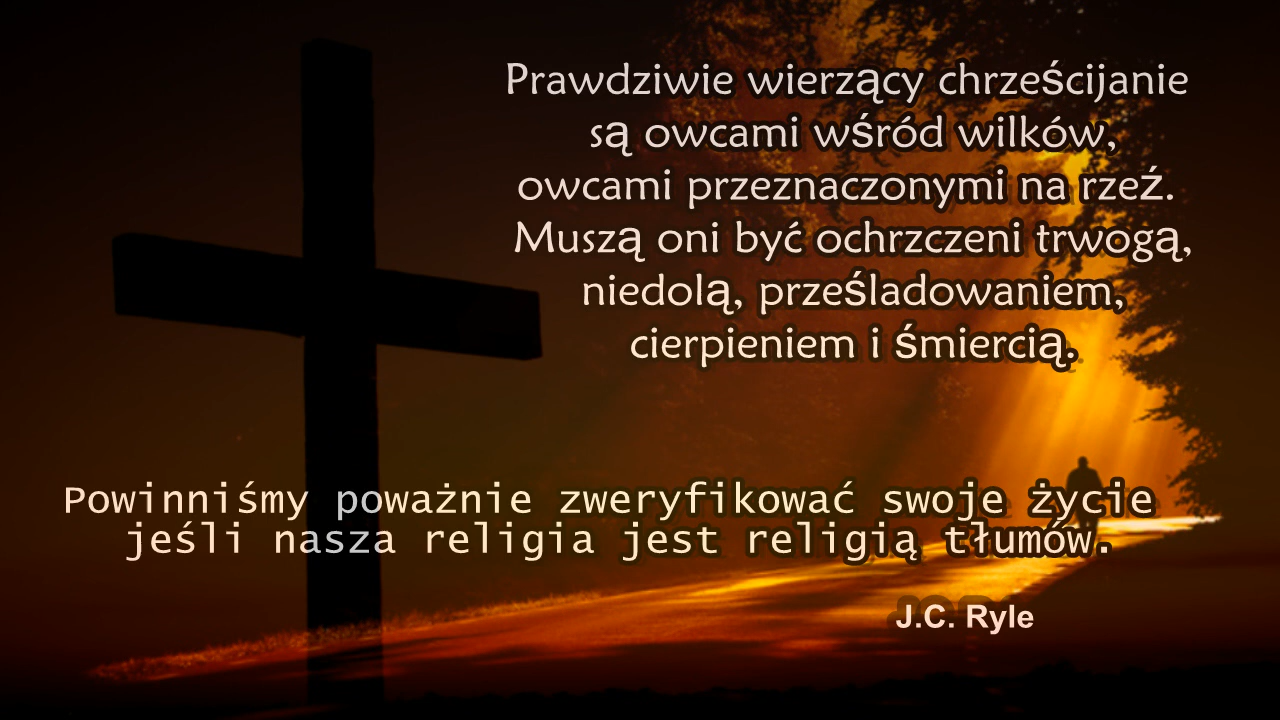 Prawdziwie wierzący chrześcijanie
są owcami wśród wilków,
owcami przeznaczonymi na rzeź.
Muszą oni być ochrzczeni trwogą,
niedolą, prześladowaniem,
cierpieniem i śmiercią.
Powinniśmy poważnie zweryfikować swoje życie
jeśli nasza religia jest religią tłumów.
J.C. Ryle